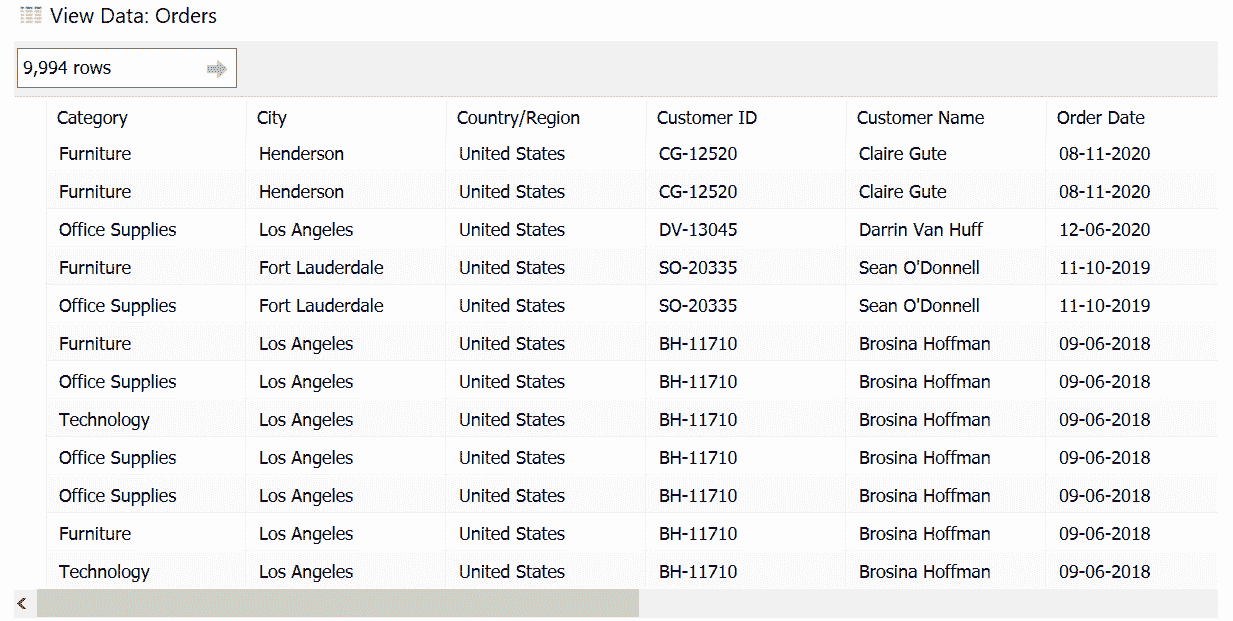 View Data: Orders
9,994 rows
Category City Country/Region Customer ID Customer Name Order Date
Furniture Henderson United States CG-12520 Claire Gute 08-11-2020
Furniture Henderson United States CG-12520 Claire Gute 08-11-2020
Office Supplies Los Angeles United States DV-13045 Darrin Van Huff 12-06-2020
Furniture Fort Lauderdale United States SO-20335 Sean O'Donnell 11-10-2019
Office Supplies Fort Lauderdale United States SO-20335 Sean O'Donnell 11-10-2019
Furniture Los Angeles United States BH-11710 Brosina Hoffman 09-06-2018
Office Supplies Los Angeles United States BH-11710 Brosina Hoffman 09-06-2018
Technology Los Angeles United States BH-11710 Brosina Hoffman 09-06-2018
Office Supplies Los Angeles United States BH-11710 Brosina Hoffman 09-06-2018
Office Supplies Los Angeles United States BH-11710 Brosina Hoffman 09-06-2018
Furniture Los Angeles United States BH-11710 Brosina Hoffman 09-06-2018
Technology Los Angeles United States BH-11710 Brosina Hoffman 09-06-2018